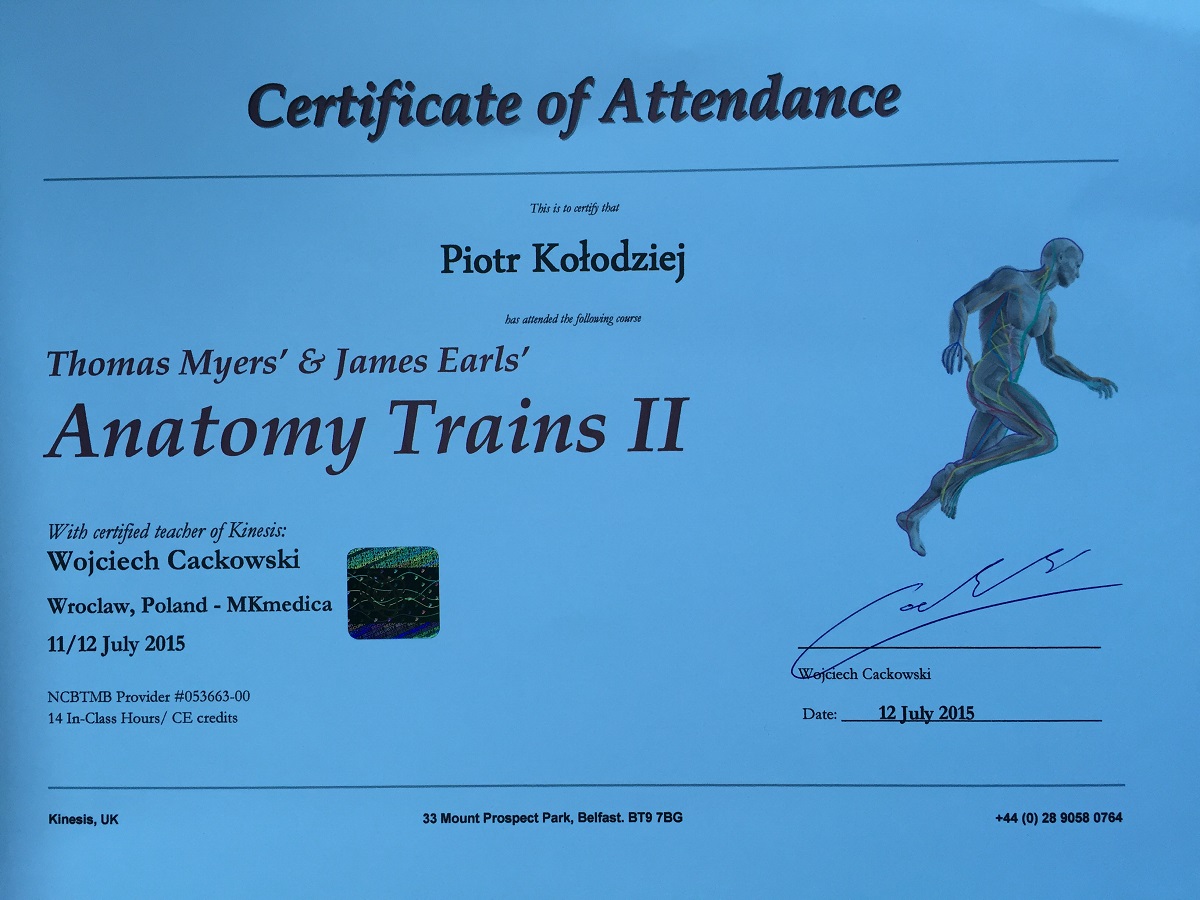 Certificate of Attendance
This is to certify that
Piotr Kołodziej
has attended the following course
Thomas Myers' & James Earls'
Anatomy Trains II
With certified teacher of Kinesis:
Wojciech Cackowski
Wroclaw, Poland - MKmedica
11/12 July 2015
NCBTMB Provider #053663-00
14 In-Class Hours/ CE credits
Wojciech Cackowski
Date: 12 July 2015
Kinesis, UK
33 Mount Prospect Park, Belfast. BT9 7BG
+44 (0) 28 9058 0764